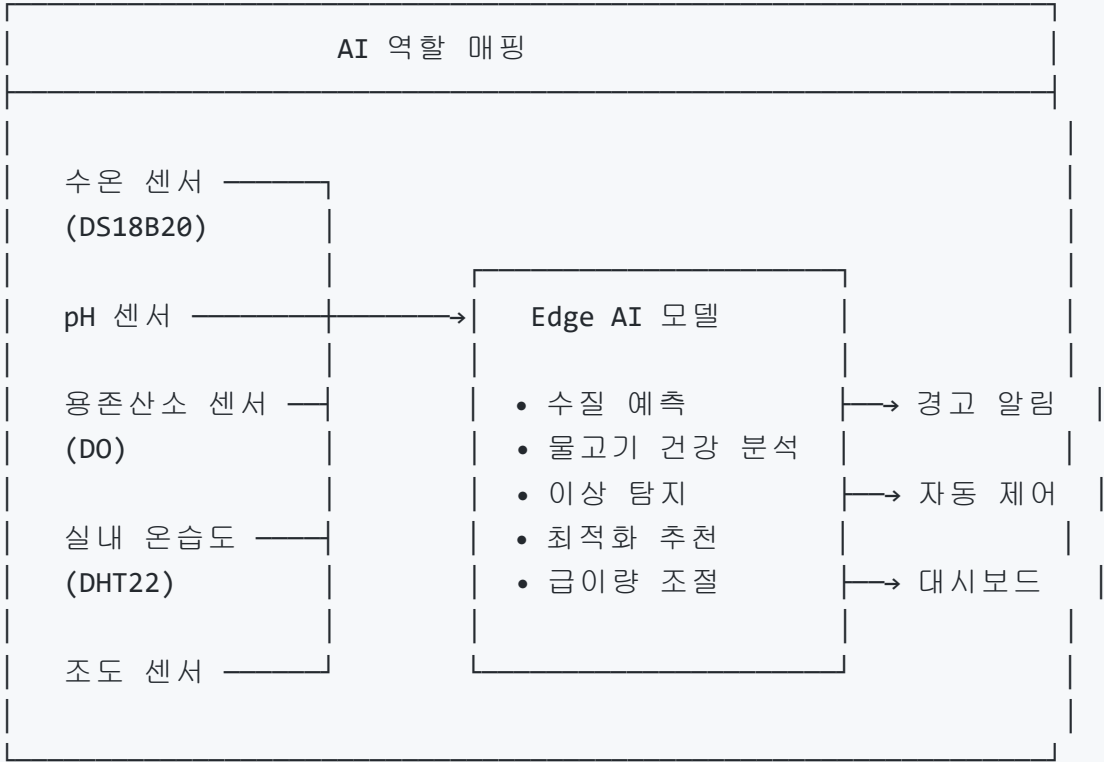 AI 역할 매핑
수온 센서
(DS18B20)
pH 센서
Edge AI 모델
용존산소 센서
• 수질 예측
경고 알림
(DO)
• 물고기 건강 분석
• 이상 탐지
자동 제어
실내 온습도
• 최적화 추천
(DHT22)
• 급이량 조절
대시보드
조도 센서